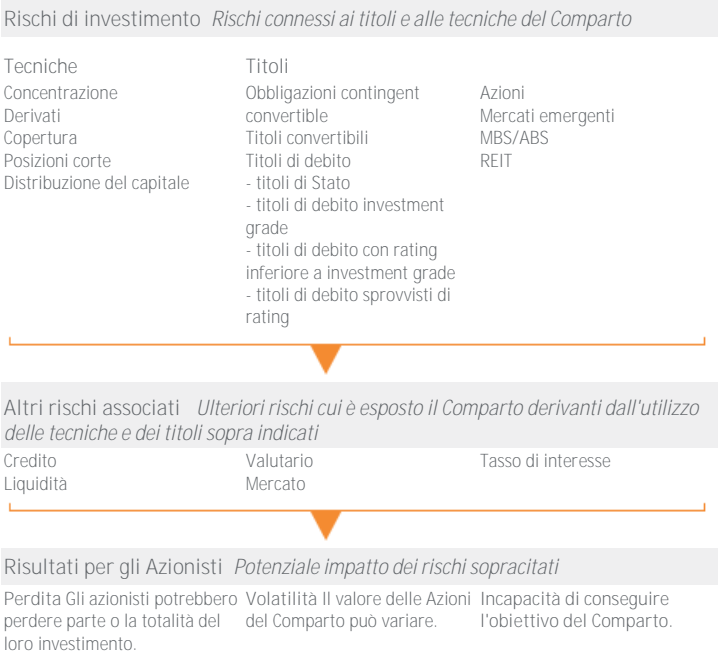 Rischi di investimento Rischi connessi ai titoli e alle tecniche del Comparto
Tecniche
Concentrazione
Derivati
Copertura
Posizioni corte
Distribuzione del capitale
Titoli
Obbligazioni contingent
convertible
Titoli convertibili
Titoli di debito
- titoli di Stato
- titoli di debito investment
grade
- titoli di debito con rating
inferiore a investment grade
- titoli di debito sprovvisti di
rating
Azioni
Mercati emergenti
MBS/ABS
REIT
Altri rischi associati Ulteriori rischi cui è esposto il Comparto derivanti dall'utilizzo
delle tecniche e dei titoli sopra indicati
Credito
Liquidità
Valutario
Mercato
Tasso di interesse
Risultati per gli Azionisti Potenziale impatto dei rischi sopracitati
Perdita Gli azionisti potrebbero
perdere parte o la totalità del
loro investimento.
Volatilità Il valore delle Azioni
del Comparto può variare.
Incapacità di conseguire
l'obiettivo del Comparto.